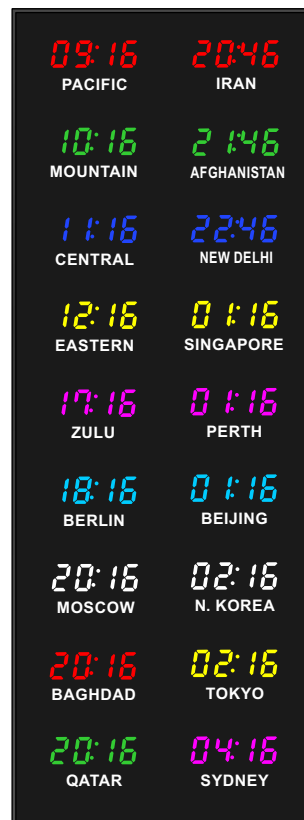 09:16 20:46
PACIFIC IRAN
10:16 21:46
MOUNTAIN AFGHANISTAN
11:16 22:46
CENTRAL NEW DELHI
12:16 01:16
EASTERN SINGAPORE
17:16 01:16
ZULU PERTH
18:16 01:16
BERLIN BEIJING
20:16 02:16
MOSCOW N. KOREA
20:16 02:16
BAGHDAD TOKYO
20:16 04:16
QATAR SYDNEY